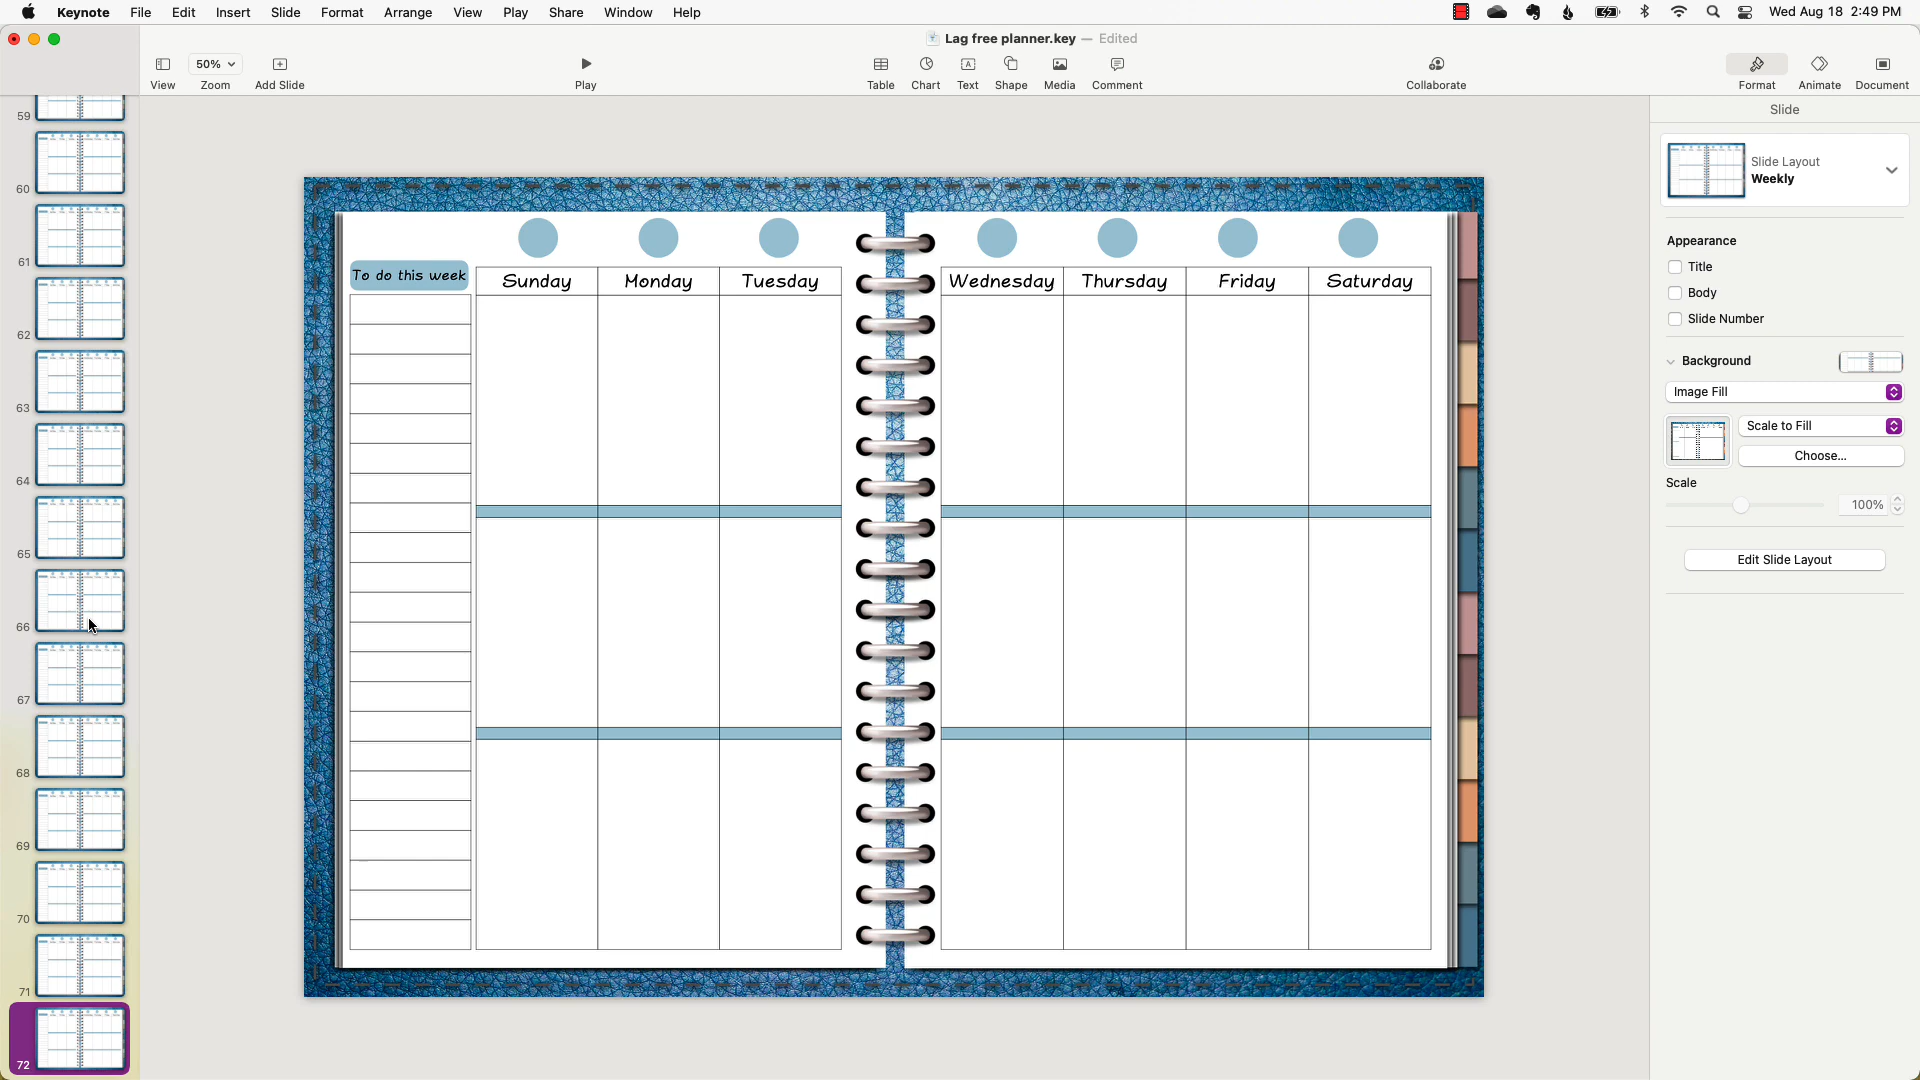 Keynote File Edit Insert Slide Format Arrange View Play Share Window Help Wed Aug 18 2:49 PM
Lag free planner.key — Edited
50%
View Zoom Add Slide Play Table Chart Text Shape Media Comment Collaborate Format Animate Document
Slide
59
60
61
62
63
64
65
66
67
68
69
70
71
72
To do this week
Sunday Monday Tuesday Wednesday Thursday Friday Saturday
Slide Layout
Weekly
Appearance
Title
Body
Slide Number
Background
Image Fill
Scale to Fill
Choose...
Scale
100%
Edit Slide Layout